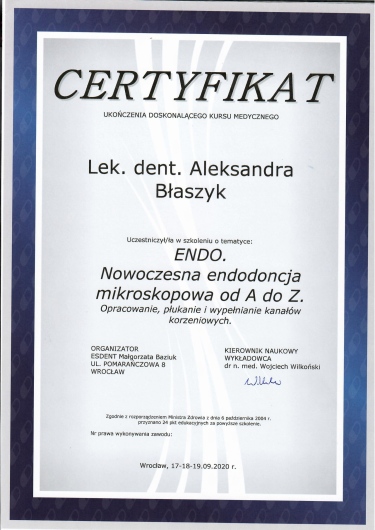 CERTYFIKAT
UKOŃCZENIA DOSKONALĄCEGO KURSU MEDYCZNEGO
Lek. dent. Aleksandra
Błaszyk
Uczestniczył/ła w szkoleniu o tematyce:
ENDO.
Nowoczesna endodoncja
mikroskopowa od A do Z.
Opracowanie, płukanie i wypełnianie kanałów
korzeniowych.
ORGANIZATOR
ESDENT Małgorzata Baziuk
UL. POMARAŃCZOWA 8
WROCŁAW
KIEROWNIK NAUKOWY
WYKŁADOWCA
dr n. med. Wojciech Wilkoński
Zgodnie z rozporządzeniem Ministra Zdrowia z dnia 6 października 2004 r.
przyznano 24 pkt edukacyjnych za powyższe szkolenie.
Nr prawa wykonywania zawodu:
Wrocław, 17-18-19.09.2020 r.